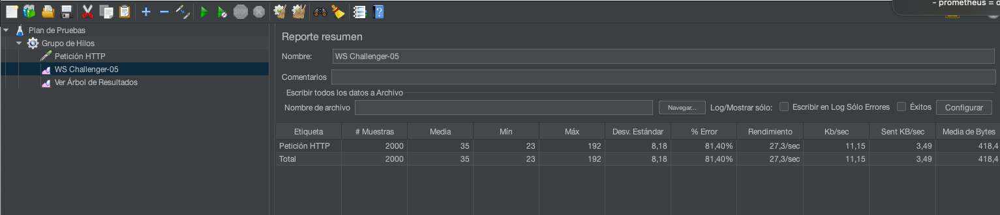 - prometheus = o
STOP
?
Plan de Pruebas
Grupo de Hilos
Petición HTTP
WS Challenger-05
Ver Árbol de Resultados
Reporte resumen
Nombre: WS Challenger-05
Comentarios
Escribir todos los datos a Archivo
Nombre de archivo Navegar... Log/Mostrar sólo: Escribir en Log Sólo Errores Éxitos Configurar
Etiqueta # Muestras Media Mín Máx Desv. Estándar % Error Rendimiento Kb/sec Sent KB/sec Media de Bytes
Petición HTTP 2000 35 23 192 8,18 81,40% 27,3/sec 11,15 3,49 418,4
Total 2000 35 23 192 8,18 81,40% 27,3/sec 11,15 3,49 418,4